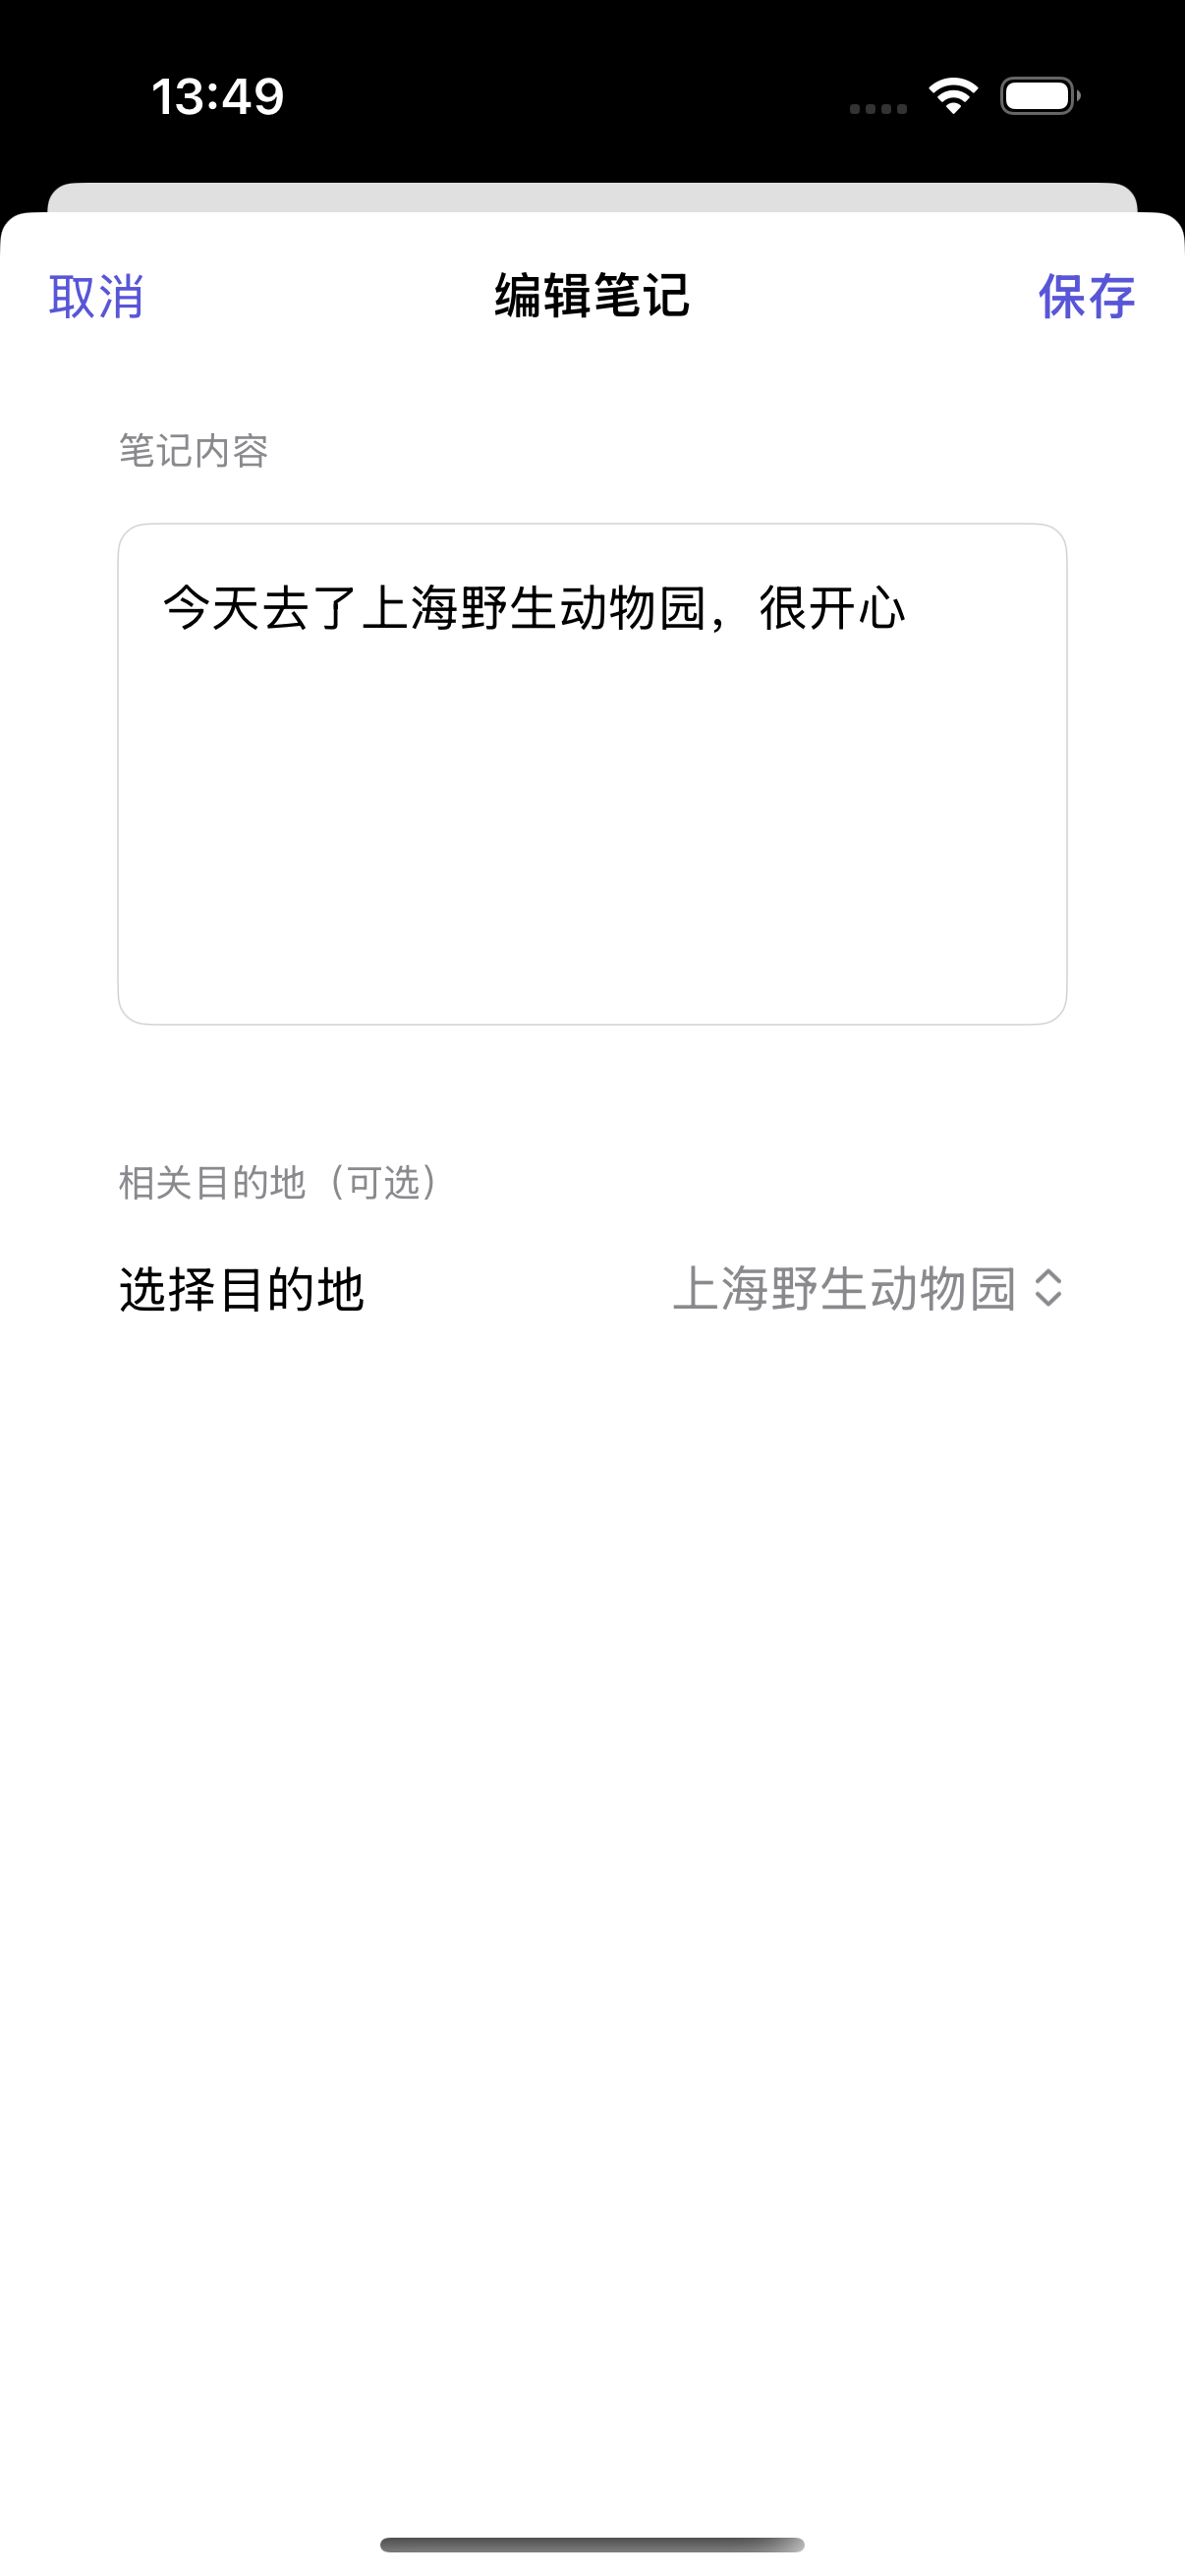 13:49
取消
编辑笔记
保存
笔记内容
今天去了上海野生动物园，很开心
相关目的地（可选）
选择目的地
上海野生动物园